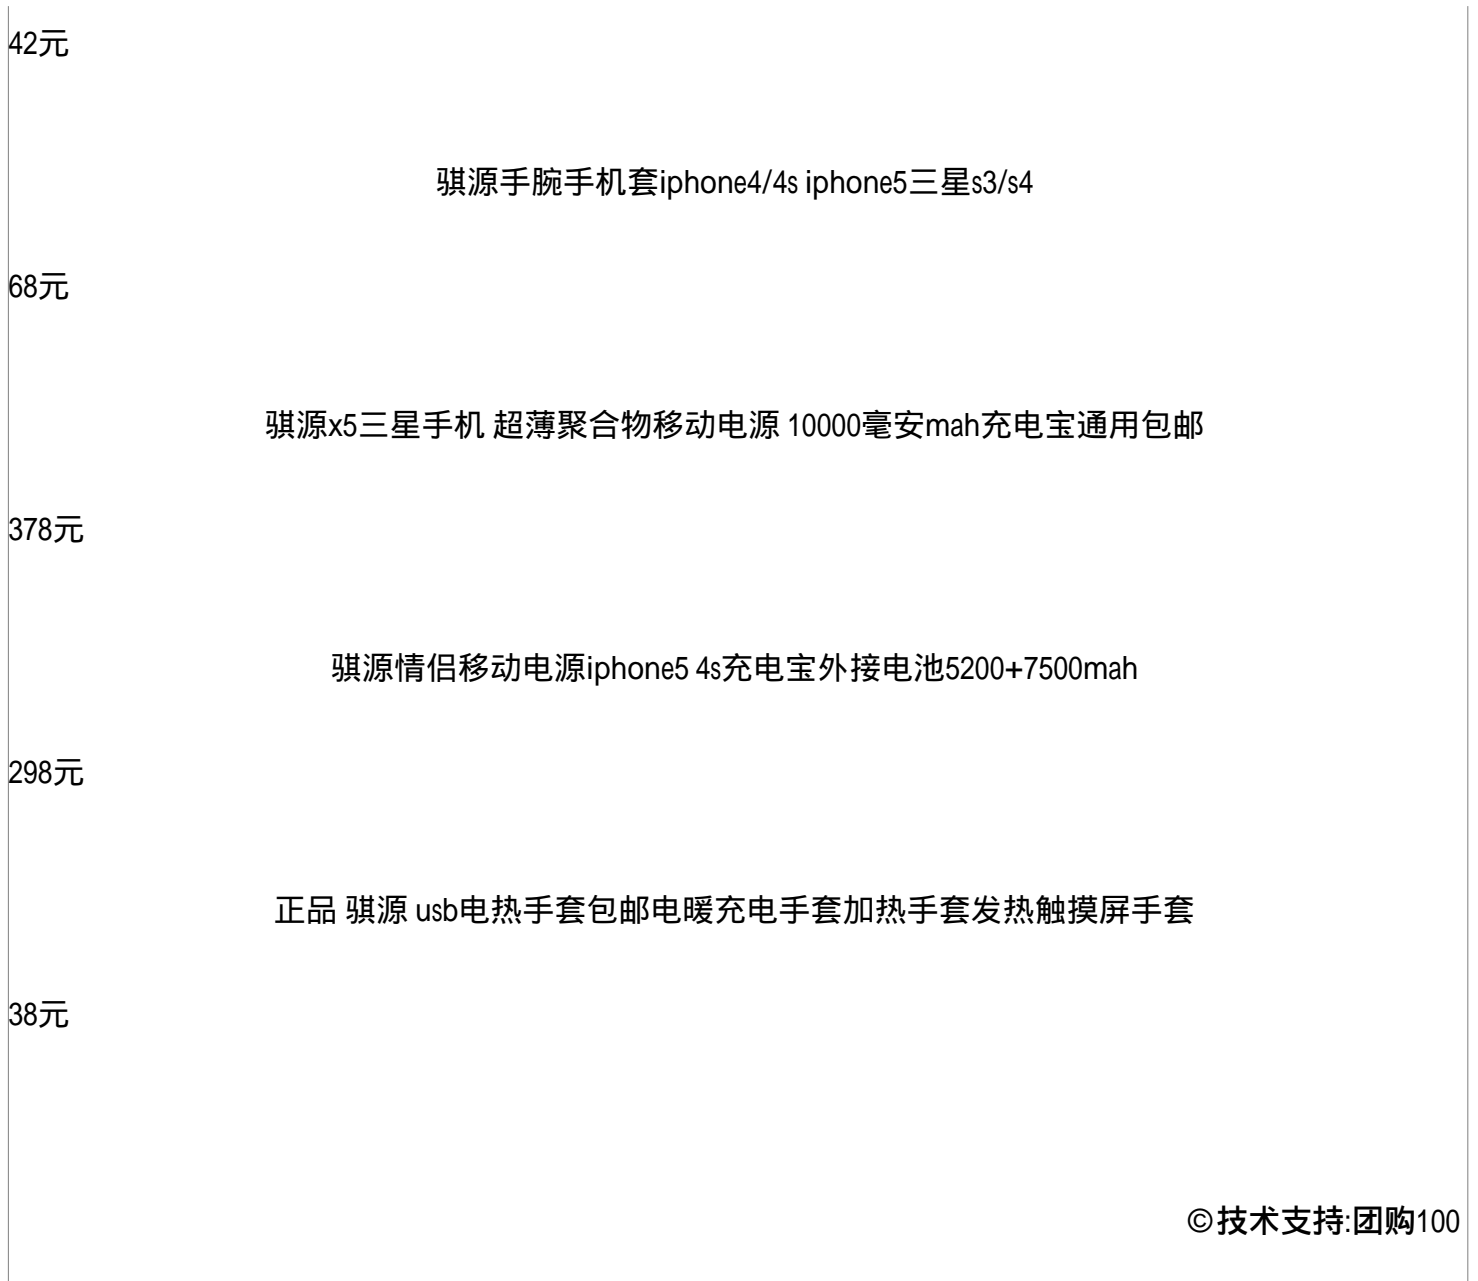 42元
骐源手腕手机套iphone4/4s iphone5三星s3/s4
68元
骐源x5三星手机 超薄聚合物移动电源 10000毫安mah充电宝通用包邮
378元
骐源情侣移动电源iphone5 4s充电宝外接电池5200+7500mah
298元
正品 骐源 usb电热手套包邮电暖充电手套加热手套发热触摸屏手套
38元
©技术支持:团购100